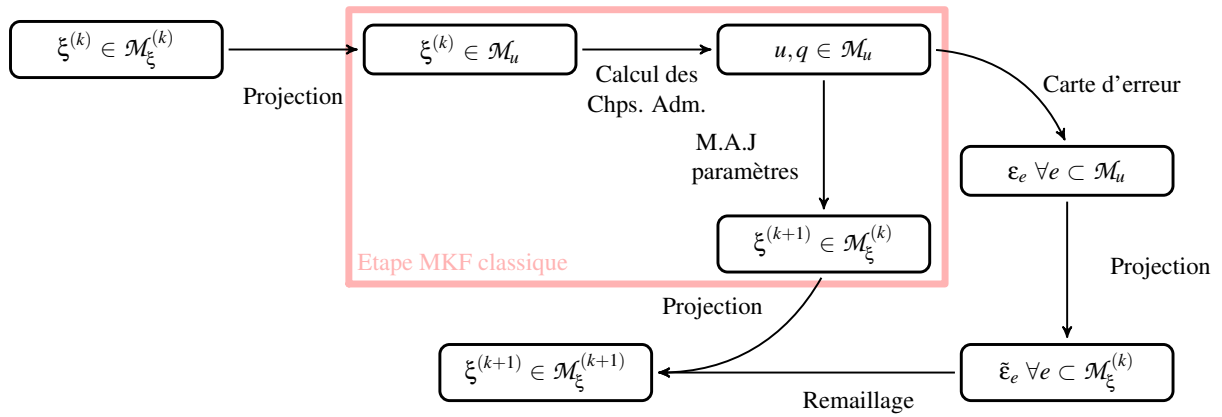 ξ^{(k)} ∈ ℳ_ξ^{(k)}
Projection
ξ^{(k)} ∈ ℳ_u
Calcul des
Chps. Adm.
u, q ∈ ℳ_u
Carte d'erreur
M.A.J
paramètres
ε_e ∀e ⊂ ℳ_u
ξ^{(k+1)} ∈ ℳ_ξ^{(k)}
Etape MKF classique
Projection
Projection
ξ^{(k+1)} ∈ ℳ_ξ^{(k+1)}
Remaillage
ε̃_e ∀e ⊂ ℳ_ξ^{(k)}